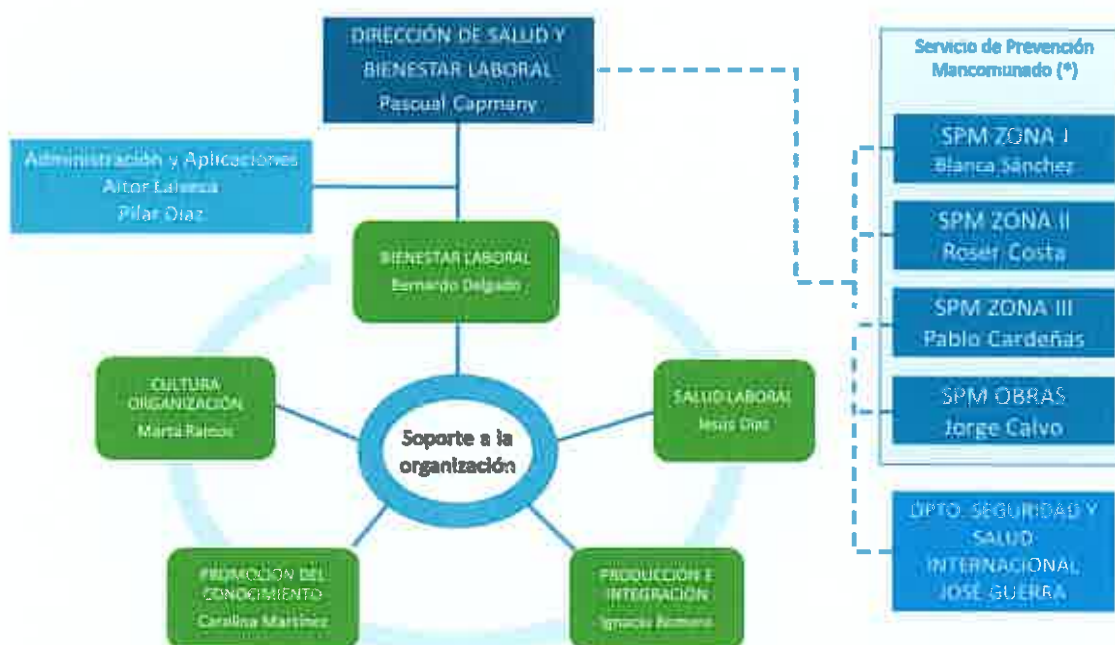 DIRECCIÓN DE SALUD Y
BIENESTAR LABORAL
Pascual Capmany
Administración y Aplicaciones
Aitor
Pilar Díaz
BIENESTAR LABORAL
Bernardo Delgado
CULTURA
ORGANIZACIÓN
Marta Ramos
SALUD LABORAL
Jesús Díaz
Soporte a la
organización
PROMOCIÓN DEL
CONOCIMIENTO
Carolina Martínez
PRODUCCIÓN E
INTEGRACIÓN
Ignacio Romero
Servicio de Prevención
Mancomunado (*)
SPM ZONA I
Blanca Sánchez
SPM ZONA II
Roser Costa
SPM ZONA III
Pablo Cardeñas
SPM OBRAS
Jorge Calvo
DPTO. SEGURIDAD Y
SALUD
INTERNACIONAL
JOSÉ GUERRA